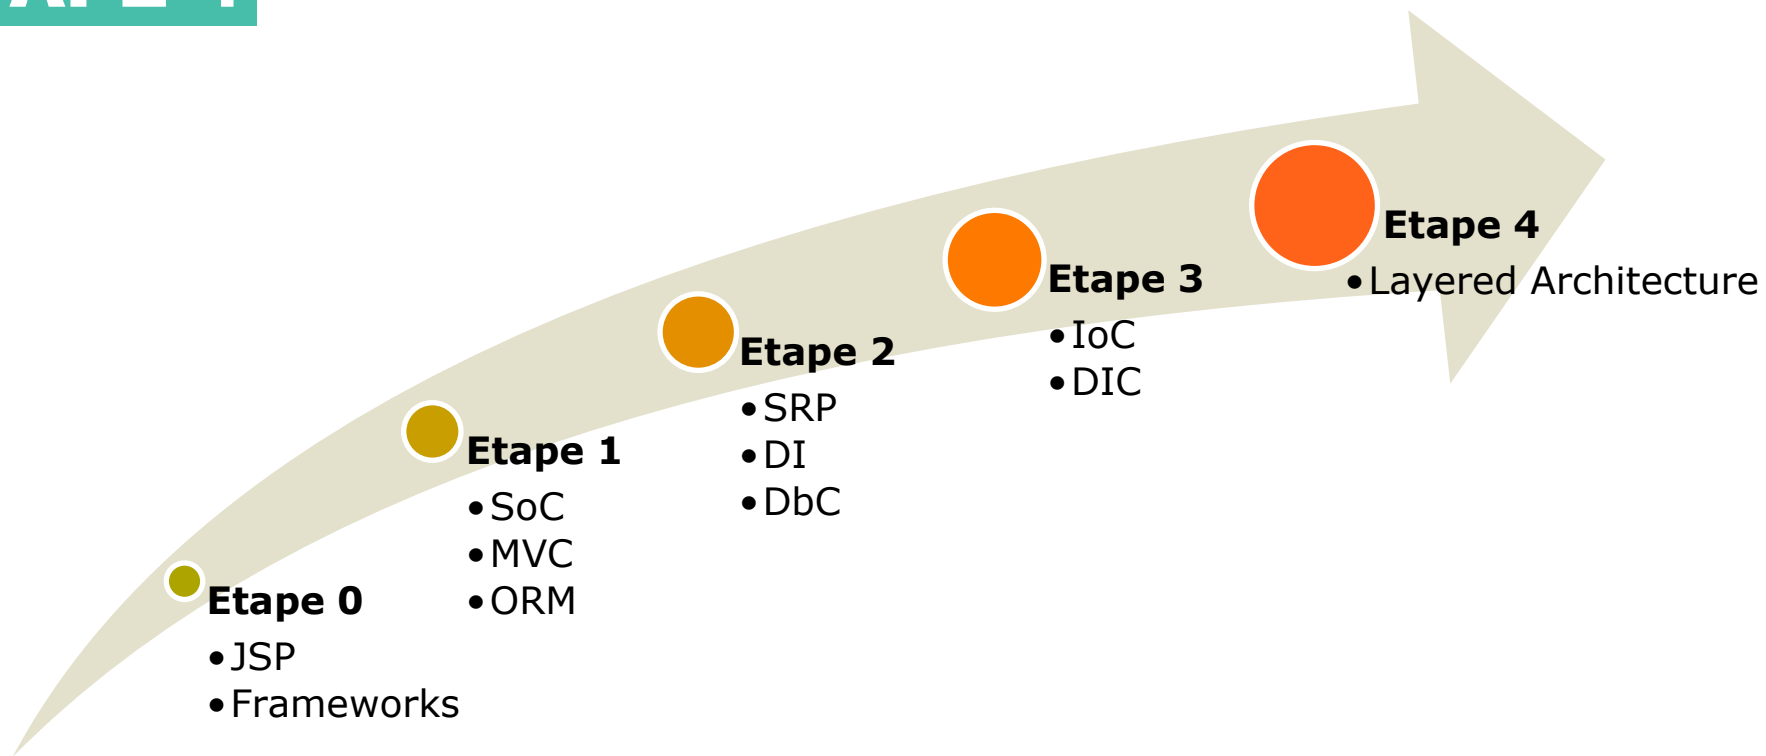 Etape 0
•JSP
•Frameworks
Etape 1
•SoC
•MVC
•ORM
Etape 2
•SRP
•DI
•DbC
Etape 3
•IoC
•DIC
Etape 4
•Layered Architecture